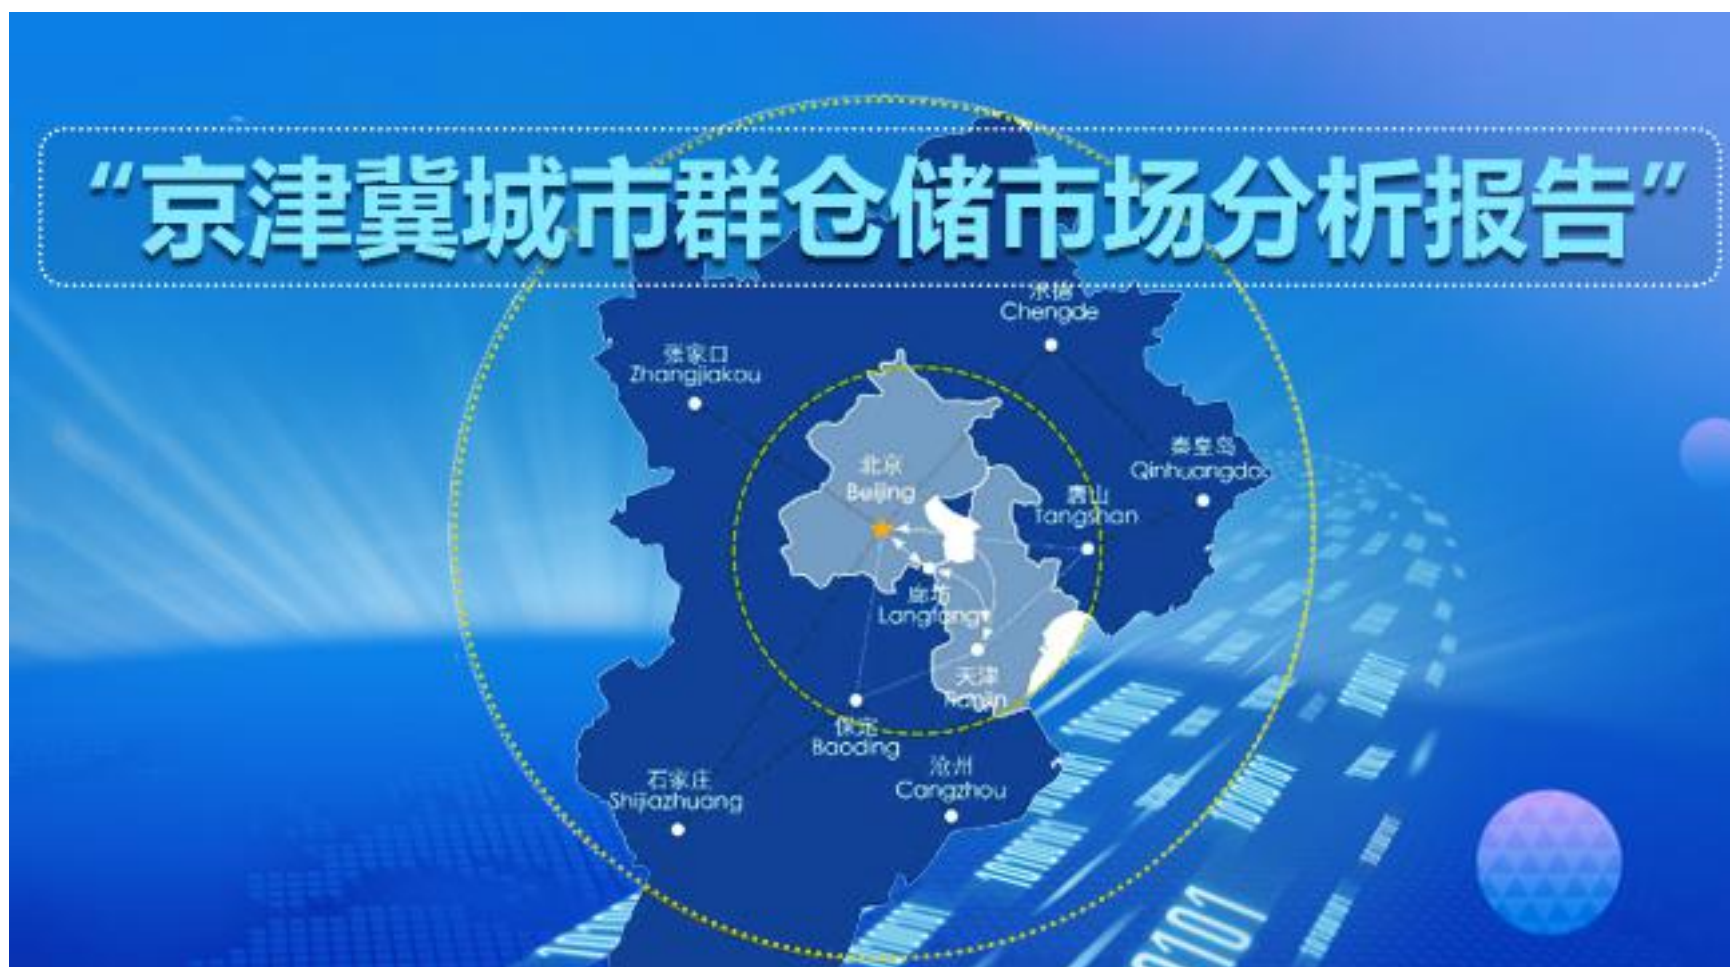 “京津冀城市群仓储市场分析报告”
承德
Chengde
张家口
Zhangjiakou
秦皇岛
Qinhuangdao
北京
Beijing
唐山
Tangshan
廊坊
Langfang
天津
Tianjin
保定
Baoding
沧州
Cangzhou
石家庄
Shijiazhuang
0101